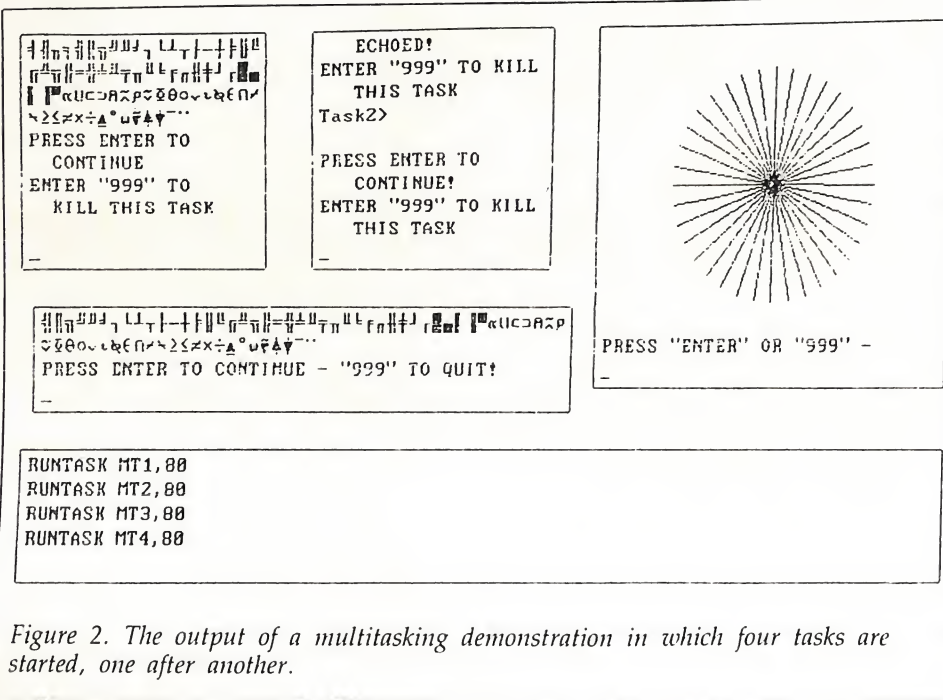 PRESS ENTER TO
CONTINUE
ENTER "999" TO
KILL THIS TASK
ECHOED!
ENTER "999" TO KILL
THIS TASK
Task2>
PRESS ENTER TO
CONTINUE!
ENTER "999" TO KILL
THIS TASK
PRESS "ENTER" OR "999" -
PRESS ENTER TO CONTINUE - "999" TO QUIT!
RUNTASK MT1,80
RUNTASK MT2,80
RUNTASK MT3,80
RUNTASK MT4,80
Figure 2. The output of a multitasking demonstration in which four tasks are
started, one after another.